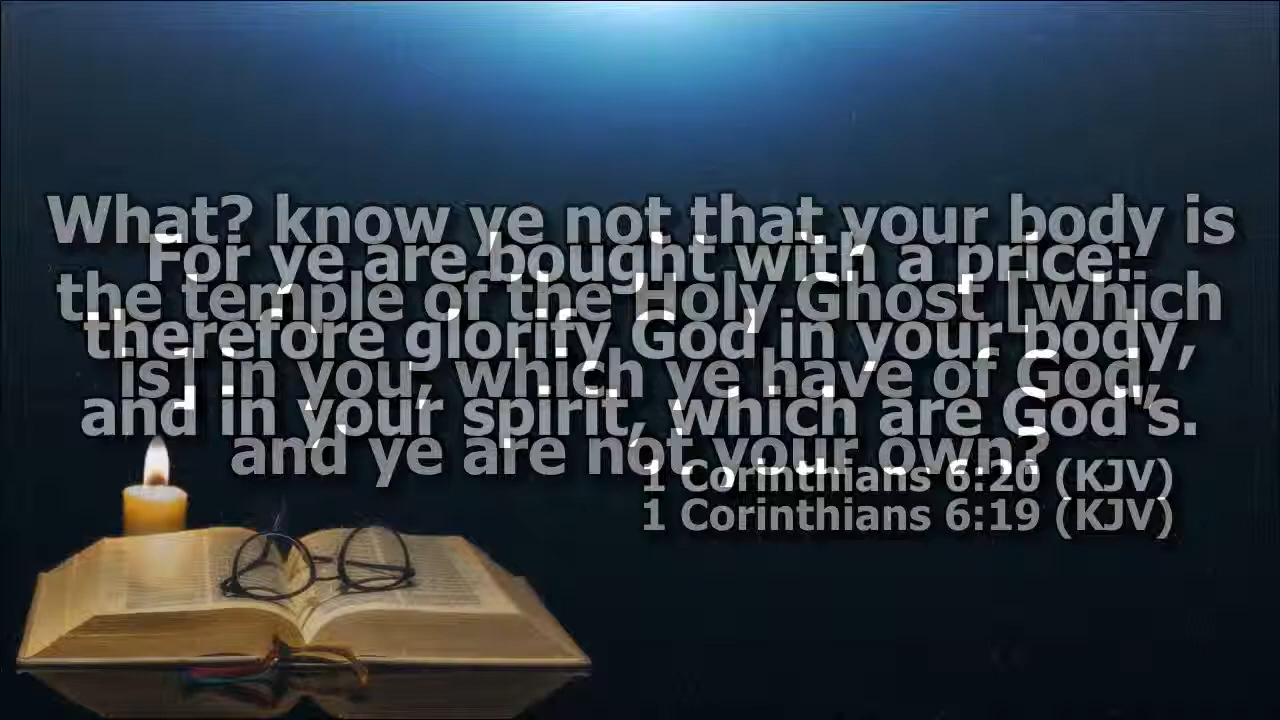 What? know ye not that your body is
the temple of the Holy Ghost [which
is] in you, which ye have of God,
and ye are not your own?
1 Corinthians 6:19 (KJV)
For ye are bought with a price:
therefore glorify God in your body,
and in your spirit, which are God's.
1 Corinthians 6:20 (KJV)